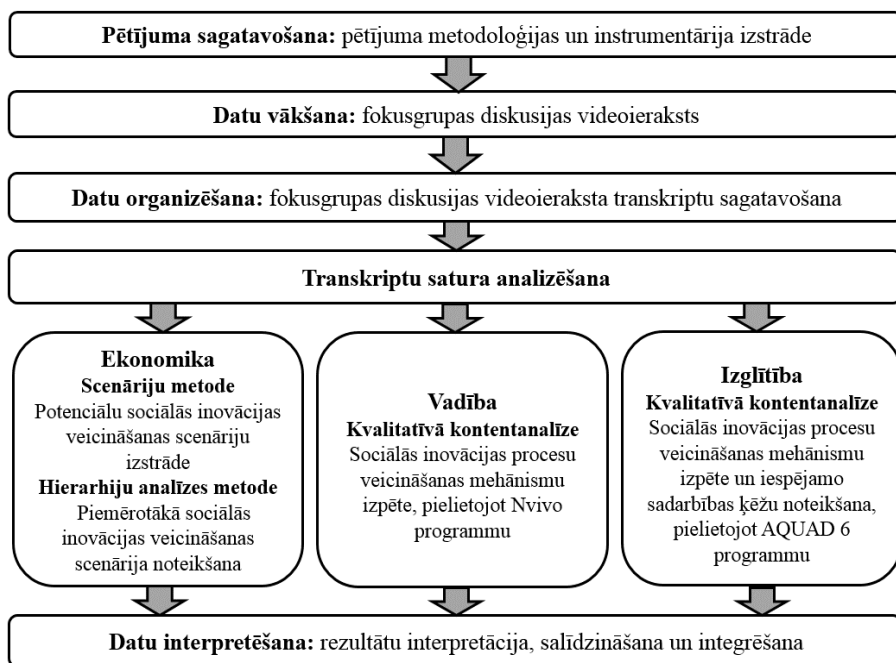 Pētījuma sagatavošana: pētījuma metodoloģijas un instrumentārija izstrāde
Datu vākšana: fokusgrupas diskusijas videoieraksts
Datu organizēšana: fokusgrupas diskusijas videoieraksta transkriptu sagatavošana
Transkriptu satura analizēšana
Ekonomika
Scenāriju metode
Potenciālu sociālās inovācijas
veicināšanas scenāriju
izstrāde
Hierarhiju analīzes metode
Piemērotākā sociālās
inovācijas veicināšanas
scenārija noteikšana
Vadība
Kvalitatīvā kontentanalīze
Sociālās inovācijas procesu
veicināšanas mehānismu
izpēte, pielietojot Nvivo
programmu
Izglītība
Kvalitatīvā kontentanalīze
Sociālās inovācijas procesu
veicināšanas mehānismu
izpēte un iespējamo
sadarbības ķēžu noteikšana,
pielietojot AQUAD 6
programmu
Datu interpretēšana: rezultātu interpretācija, salīdzināšana un integrēšana